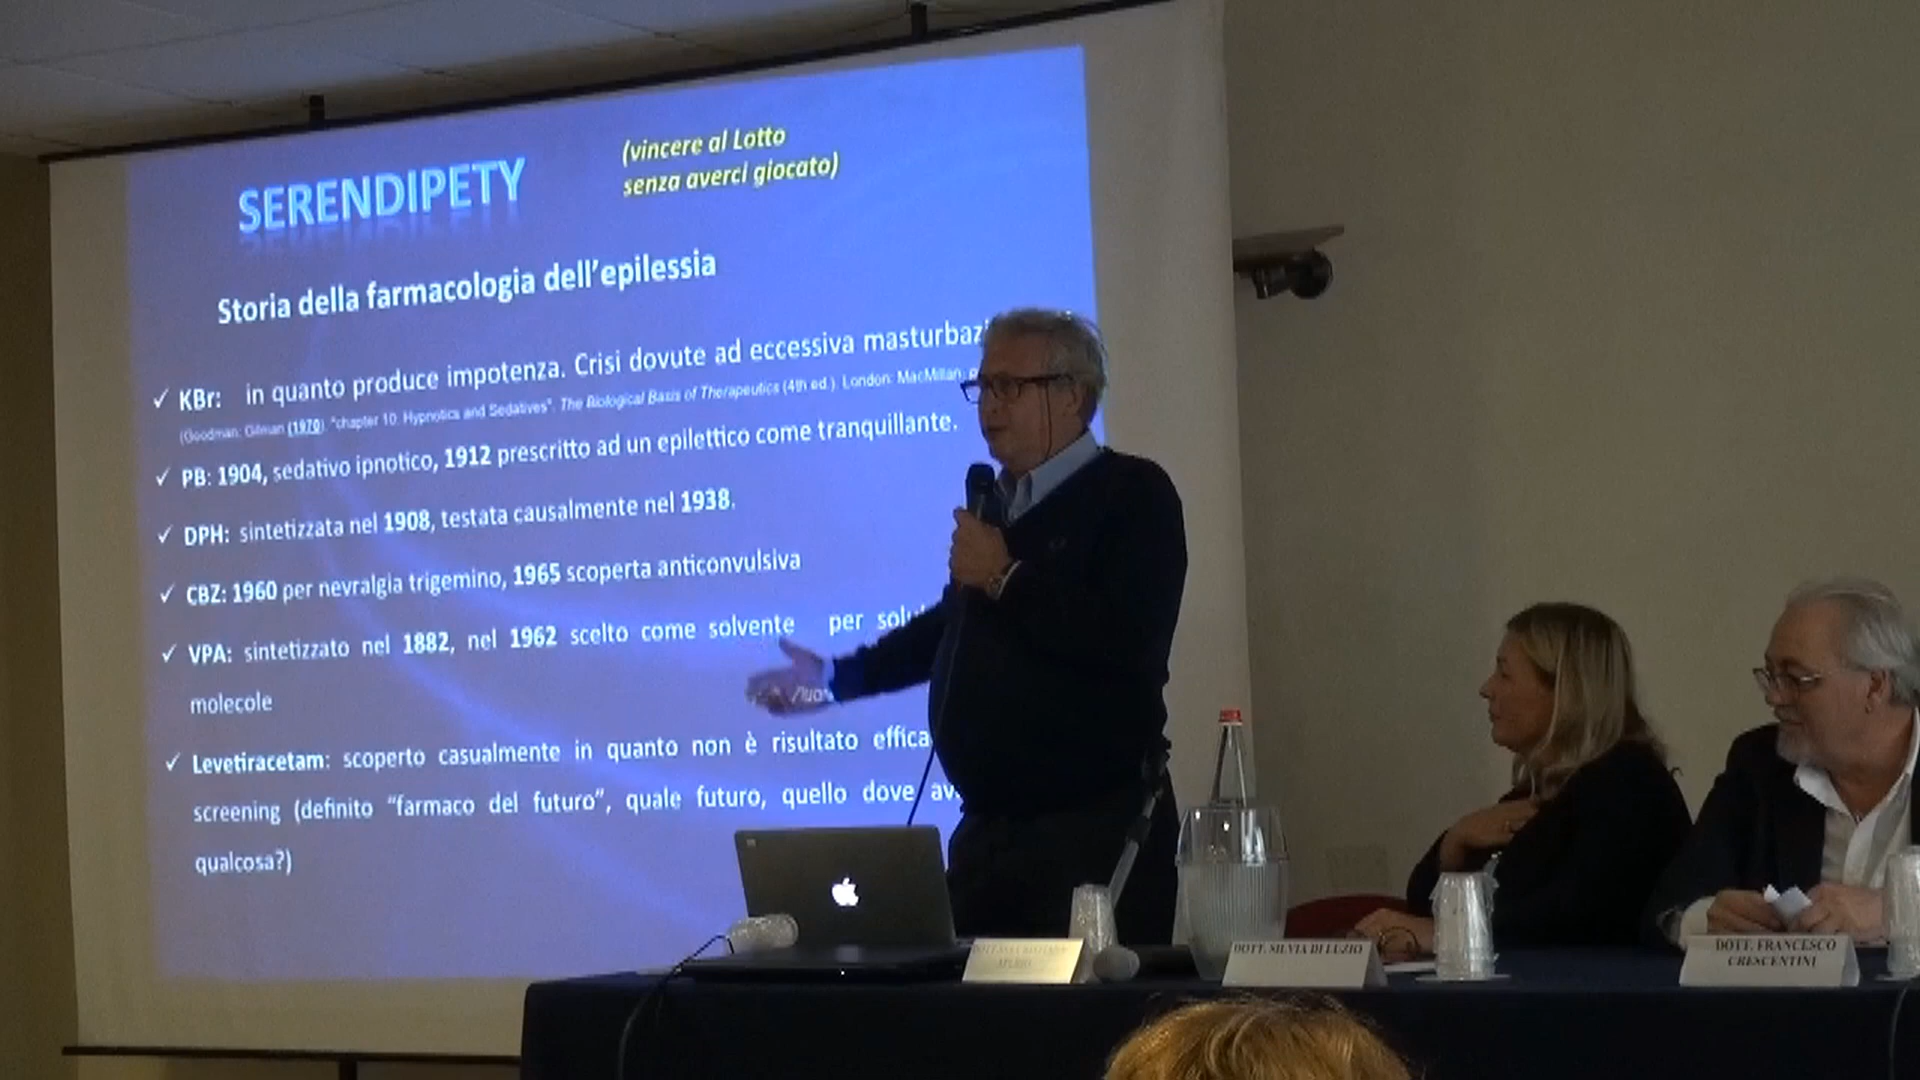 SERENDIPETY
(vincere al Lotto
senza averci giocato)
Storia della farmacologia dell'epilessia
✓ KBr: in quanto produce impotenza. Crisi dovute ad eccessiva
(Goodman; Gilman (1970). "chapter 10: Hypnotics and Sedatives". The Biological Basis of Therapeutics (4th ed.). London: MacMillan.
✓ PB: 1904, sedativo ipnotico, 1912 prescritto ad un epilettico come tranquillante.
✓ DPH: sintetizzata nel 1908, testata causalmente nel 1938.
✓ CBZ: 1960 per nevralgia trigemino, 1965 scoperta anticonvulsiva
✓ VPA: sintetizzato nel 1882, nel 1962 scelto come solvente per
molecole
✓ Levetiracetam: scoperto casualmente in quanto non è risultato
screening (definito "farmaco del futuro", quale futuro, quello dove
qualcosa?)
DOTT. SILVIA DI LUZIO
DOTT. FRANCESCO
CRESCENTINI